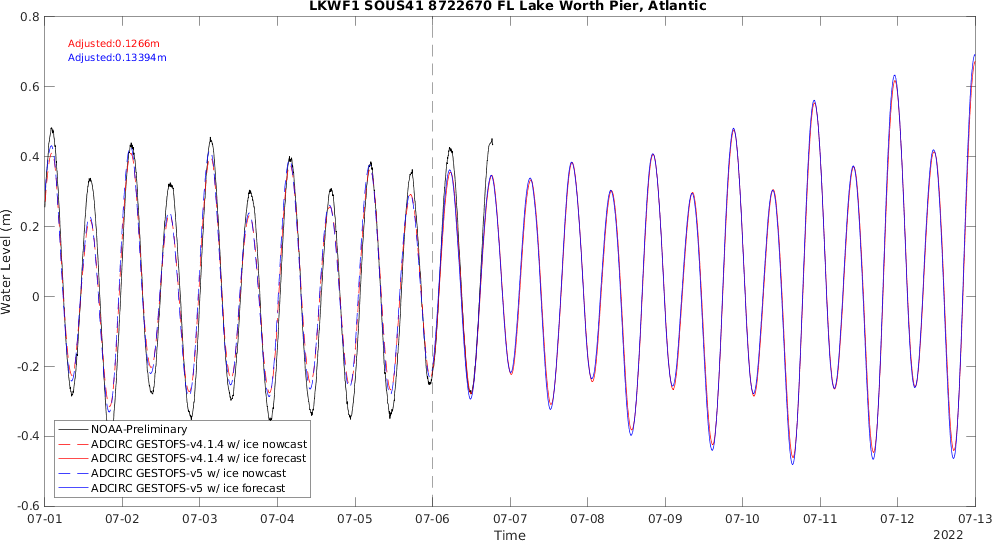 LKWF1 SOUS41 8722670 FL Lake Worth Pier, Atlantic
0.8
Adjusted:0.1266m
Adjusted:0.13394m
0.6
0.4
0.2
0
-0.2
-0.4
-0.6
Water Level (m)
NOAA-Preliminary
ADCIRC GESTOFS-v4.1.4 w/ ice nowcast
ADCIRC GESTOFS-v4.1.4 w/ ice forecast
ADCIRC GESTOFS-v5 w/ ice nowcast
ADCIRC GESTOFS-v5 w/ ice forecast
07-01 07-02 07-03 07-04 07-05 07-06 07-07 07-08 07-09 07-10 07-11 07-12 07-13
Time
2022